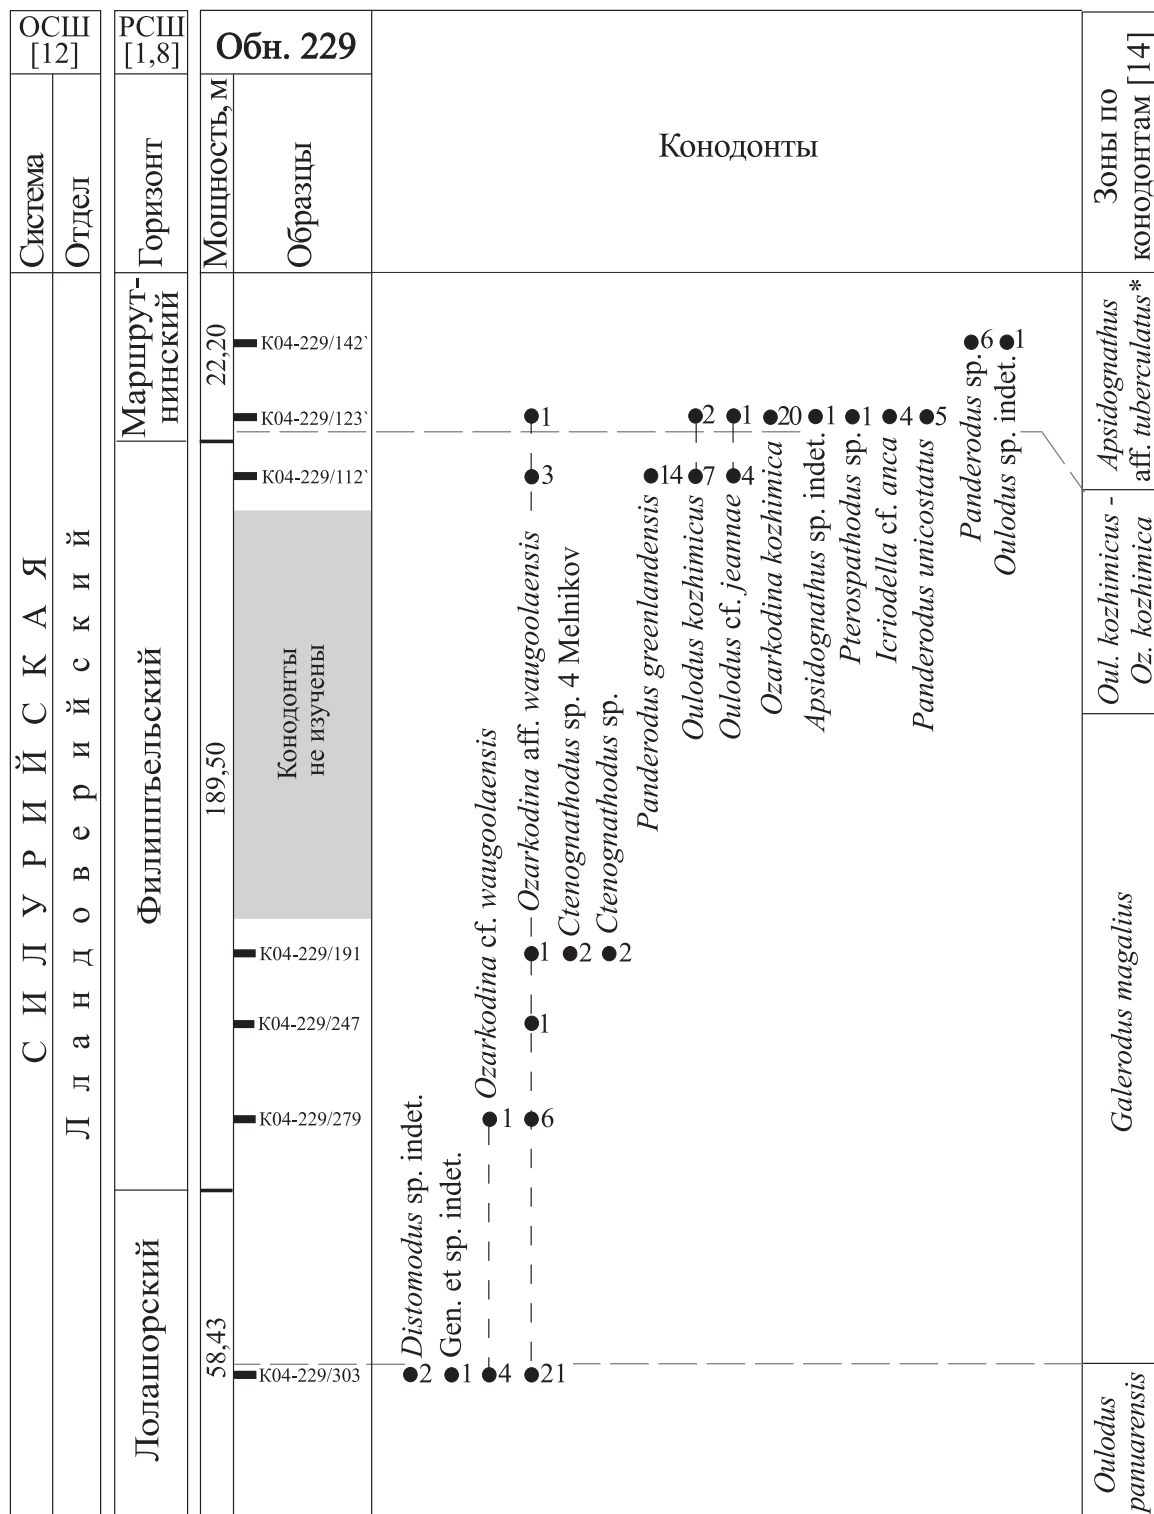 ОСШ
[12]
РСШ
[1,8]
Обн. 229
Система
Отдел
Горизонт
Мощность, м
Образцы
Конодонты
Зоны по
конодонтам [14]
СИЛУРИЙСКАЯ
Лландоверийский
Маршрут-
нинский
Филиппъельский
Лолашорский
22,20
189,50
58,43
К04-229/142`
К04-229/123`
К04-229/112`
Конодонты
не изучены
К04-229/191
К04-229/247
К04-229/279
К04-229/303
6
1
1
2
1
20
1
1
4
5
3
14
7
4
1
2
2
1
1
6
2
1
4
21
Distomodus sp. indet.
Gen. et sp. indet.
Ozarkodina cf. waugoolaensis
Ozarkodina aff. waugoolaensis
Ctenognathodus sp. 4 Melnikov
Ctenognathodus sp.
Panderodus greenlandensis
Oulodus kozhimicus
Oulodus cf. jeannae
Ozarkodina kozhimica
Apsidognathus sp. indet.
Pterospathodus sp.
Icriodella cf. anca
Panderodus unicostatus
Panderodus sp.
Oulodus sp. indet.
Apsidognathus
aff. tuberculatus*
Oul. kozhimicus -
Oz. kozhimica
Galerodus magalius
Oulodus
panuarensis